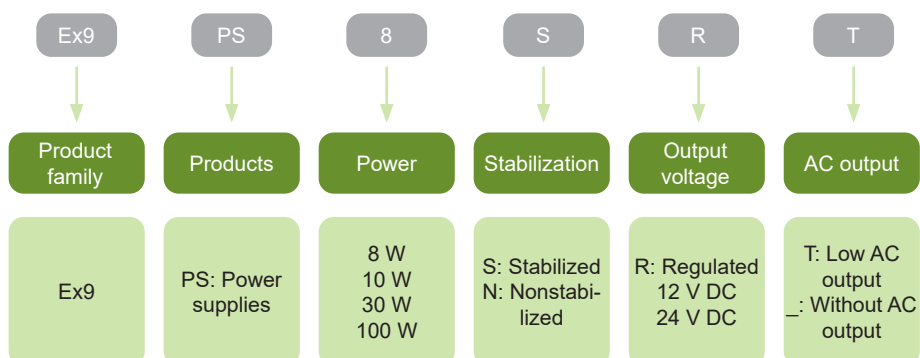 Ex9
PS
8
S
R
T
Product
family
Products
Power
Stabilization
Output
voltage
AC output
Ex9
PS: Power
supplies
8 W
10 W
30 W
100 W
S: Stabilized
N: Nonstabi-
lized
R: Regulated
12 V DC
24 V DC
T: Low AC
output
_: Without AC
output